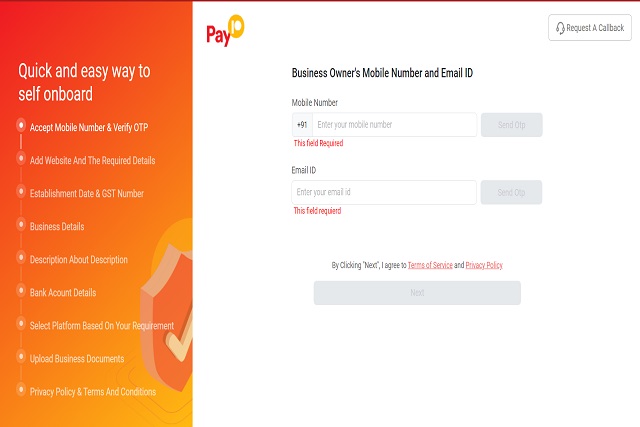 Quick and easy way to
self onboard
Accept Mobile Number & Verify OTP
Add Website And The Required Details
Establishment Date & GST Number
Business Details
Description About Description
Bank Acount Details
Select Platform Based On Your Requirement
Upload Business Documents
Privacy Policy & Terms And Conditions
Pay10
Request A Callback
Business Owner's Mobile Number and Email ID
Mobile Number
+91 Enter your mobile number Send Otp
This field Required
Email ID
Enter your email id Send Otp
This field requierd
By Clicking "Next", I agree to Terms of Service and Privacy Policy
Next